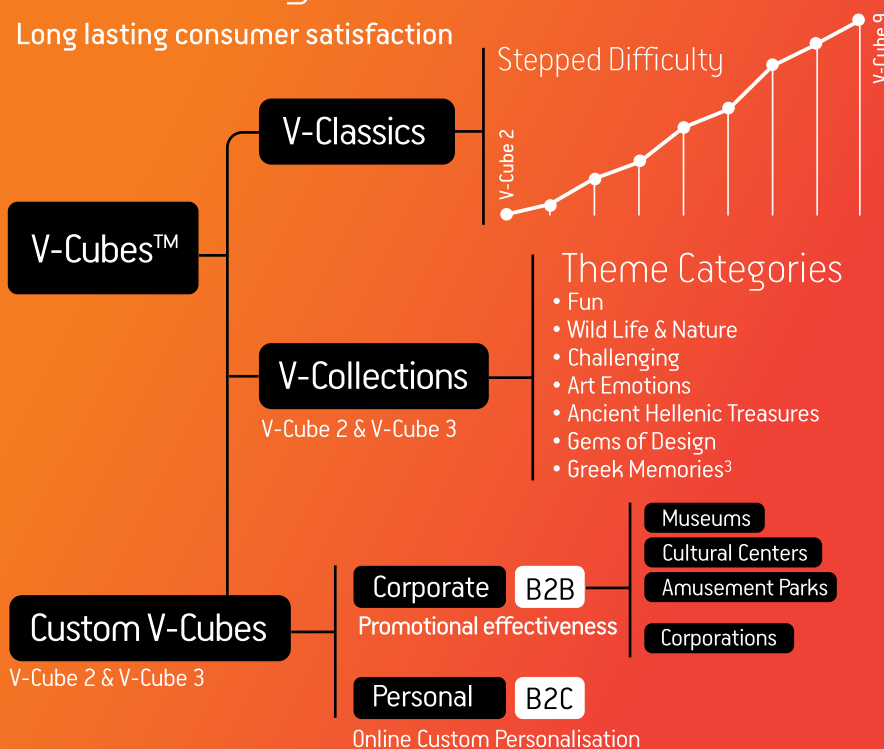 Long lasting consumer satisfaction
Stepped Difficulty
V-Cube 2
V-Cube 9
V-Classics
V-Cubes™
Theme Categories
• Fun
• Wild Life & Nature
• Challenging
• Art Emotions
• Ancient Hellenic Treasures
• Gems of Design
• Greek Memories³
V-Collections
V-Cube 2 & V-Cube 3
Custom V-Cubes
V-Cube 2 & V-Cube 3
Corporate B2B
Promotional effectiveness
Museums
Cultural Centers
Amusement Parks
Corporations
Personal B2C
Online Custom Personalisation